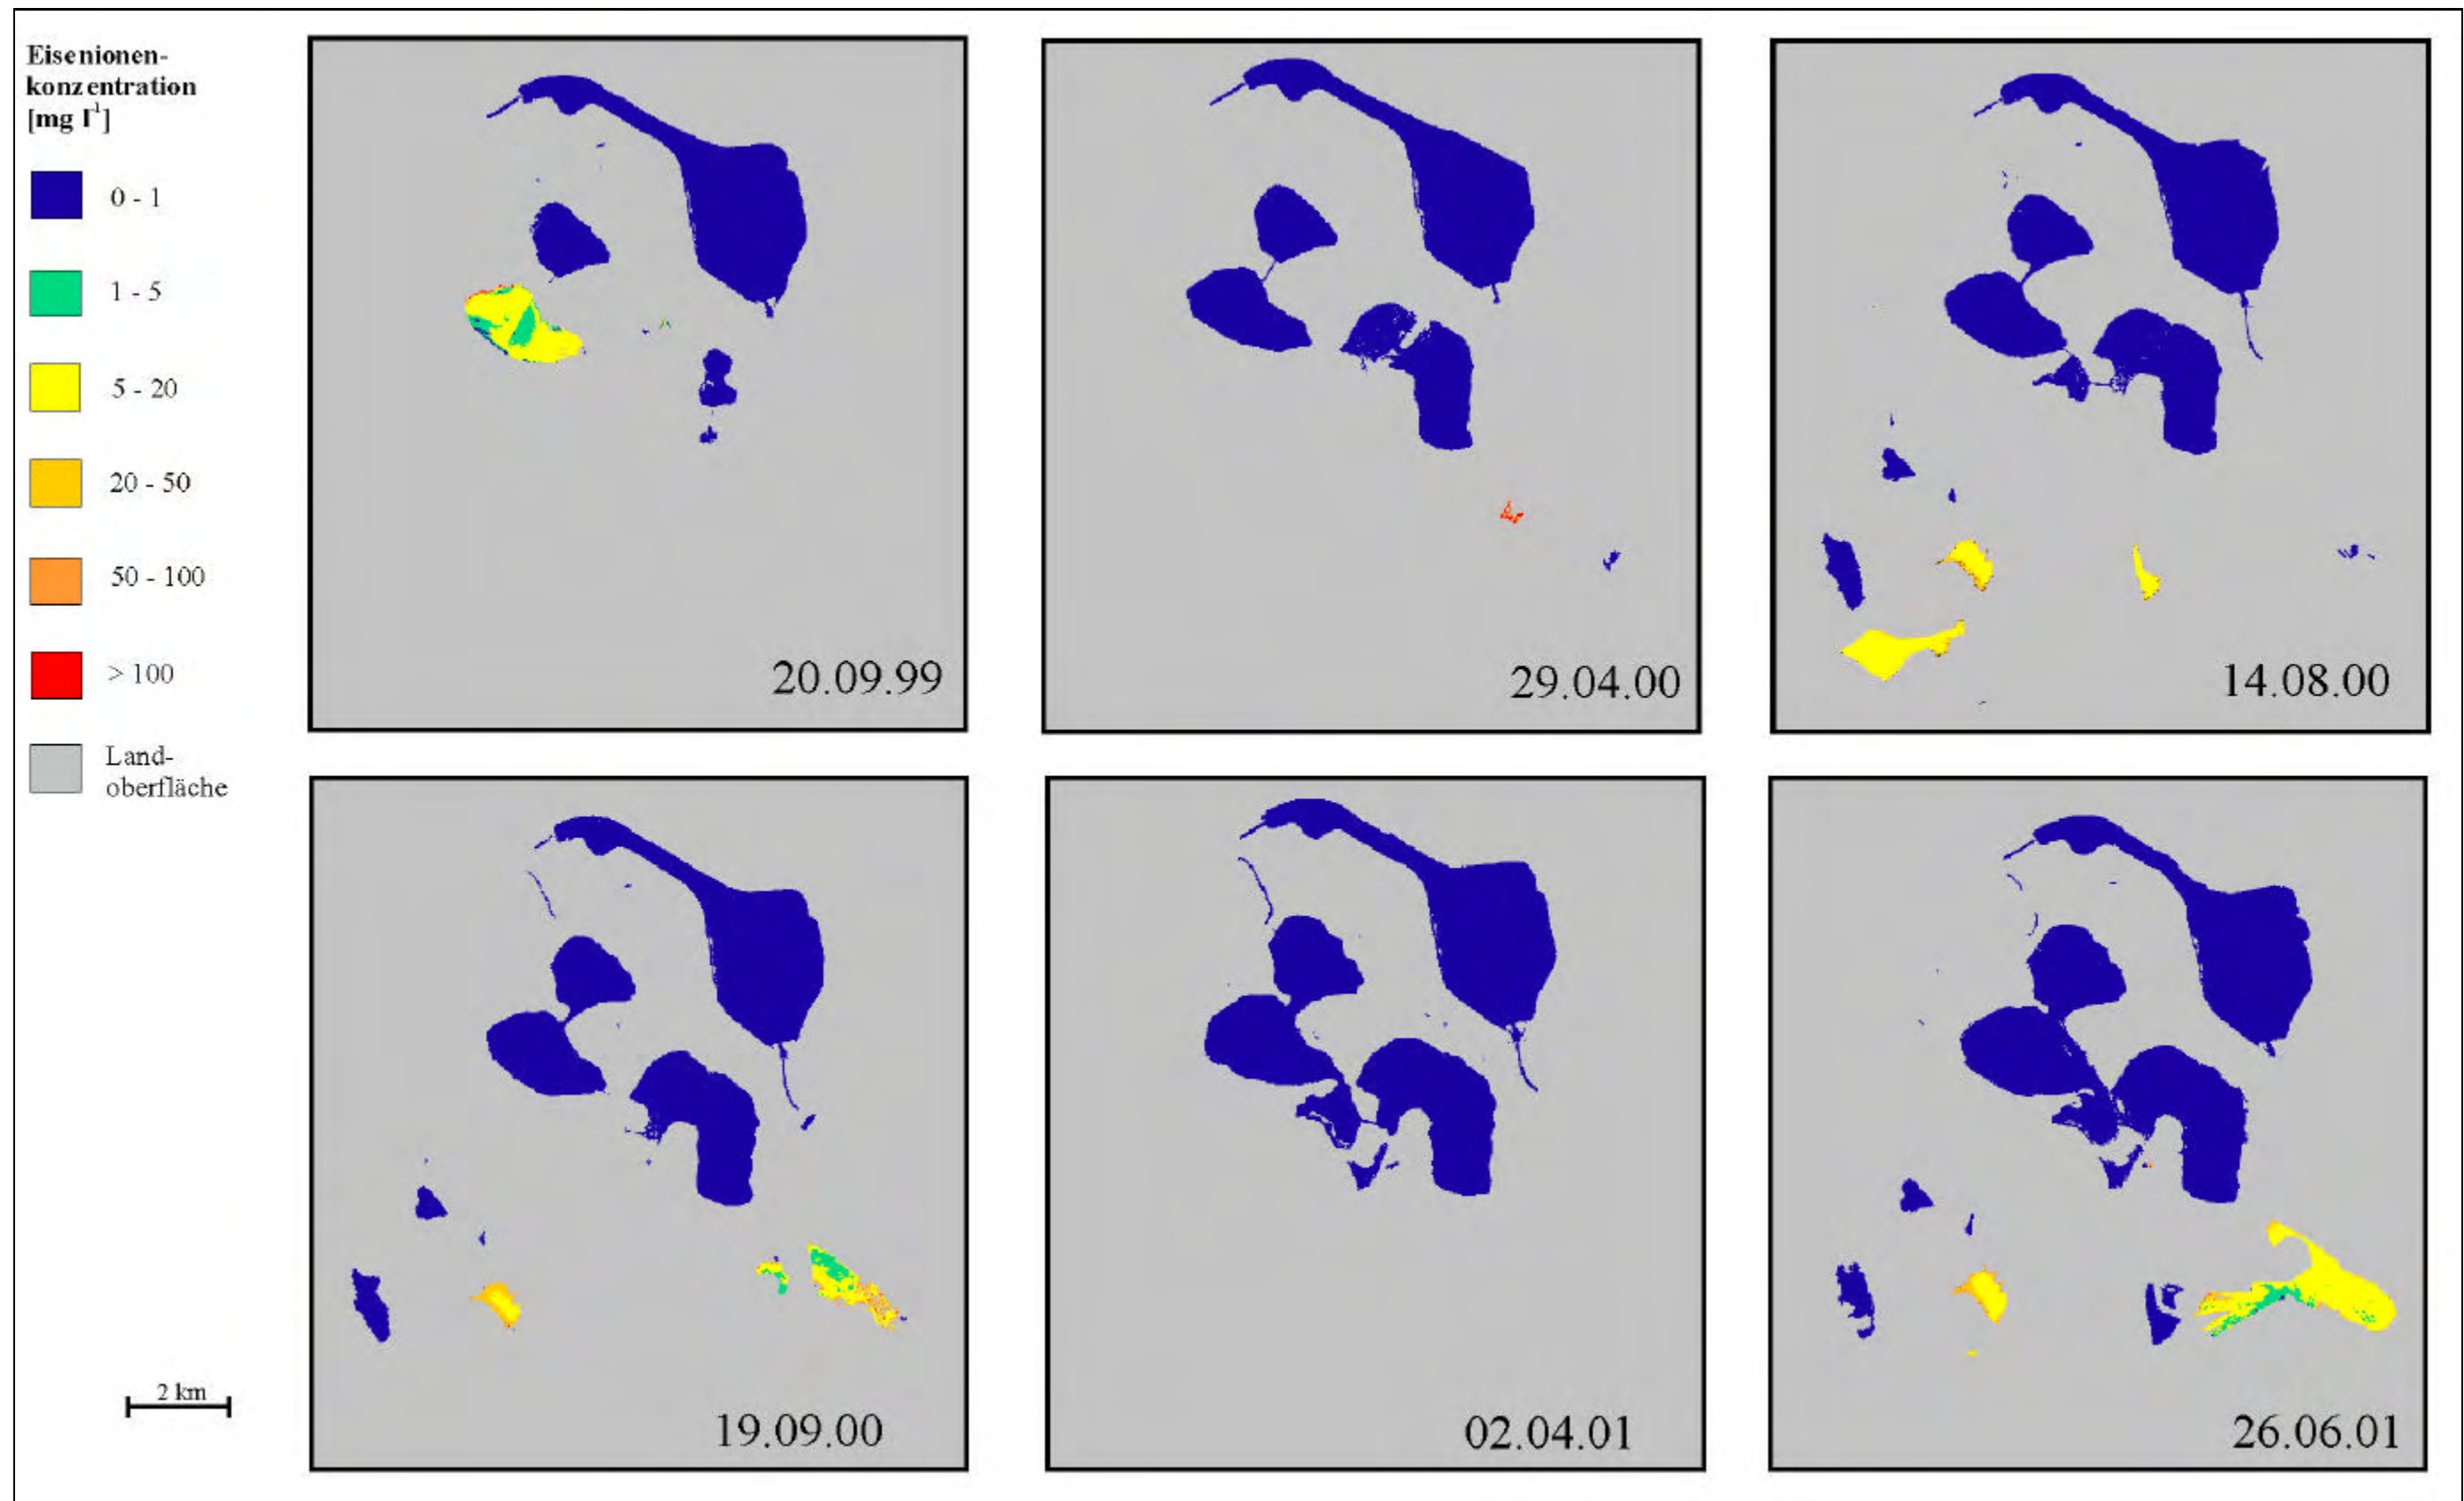 Eisenionen-
konzentration
[mg l⁻¹]
0 - 1
1 - 5
5 - 20
20 - 50
50 - 100
> 100
Land-
oberfläche
2 km
20.09.99
29.04.00
14.08.00
19.09.00
02.04.01
26.06.01